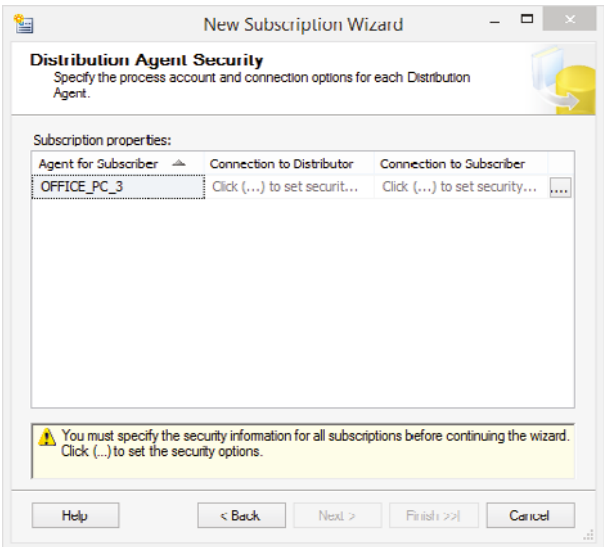 New Subscription Wizard
Distribution Agent Security
Specify the process account and connection options for each Distribution
Agent.
Subscription properties:
Agent for Subscriber Connection to Distributor Connection to Subscriber
OFFICE_PC_3 Click (...) to set securit... Click (...) to set security... ....
You must specify the security information for all subscriptions before continuing the wizard.
Click (...) to set the security options.
Help < Back Next > Finish >>| Cancel